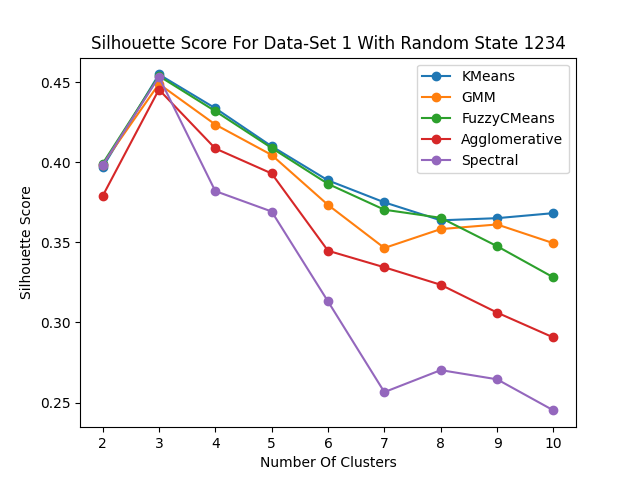 Silhouette Score For Data-Set 1 With Random State 1234
KMeans
GMM
FuzzyCMeans
Agglomerative
Spectral
Silhouette Score
0.45
0.40
0.35
0.30
0.25
2 3 4 5 6 7 8 9 10
Number Of Clusters